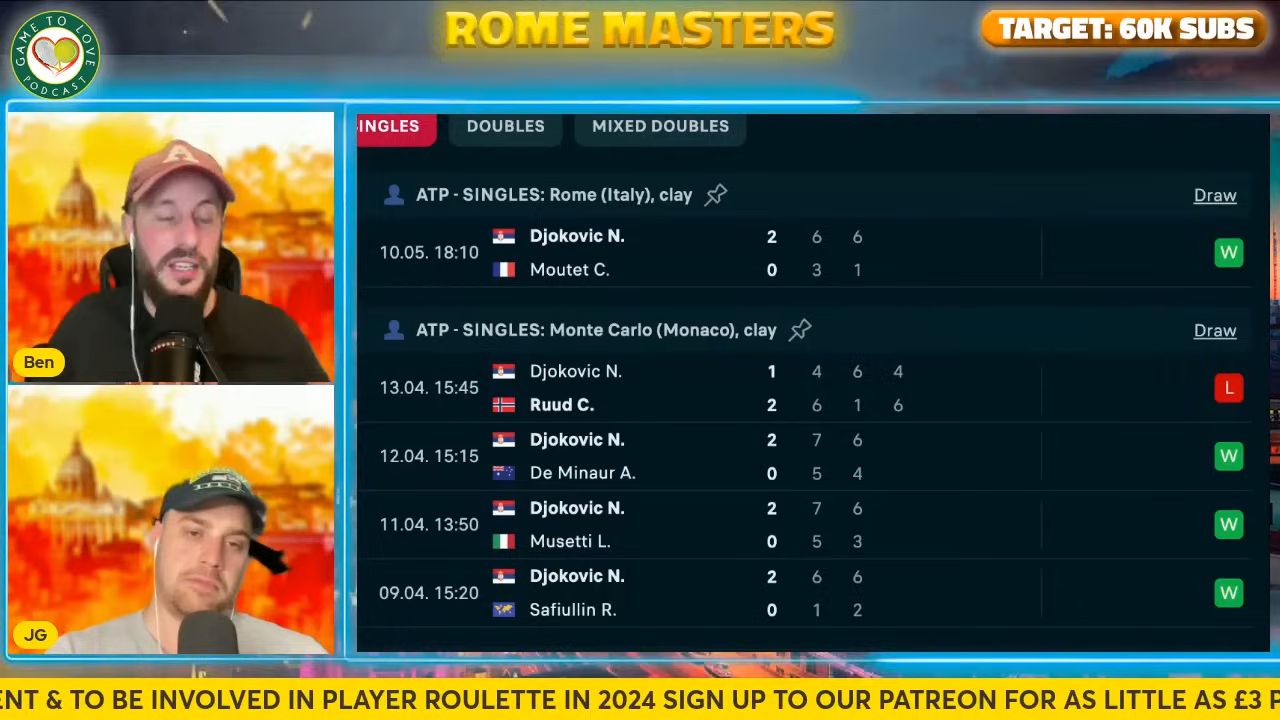 GAME TO LOVE
PODCAST
ROME MASTERS
TARGET: 60K SUBS
INGLES
DOUBLES
MIXED DOUBLES
ATP - SINGLES: Rome (Italy), clay
Draw
10.05. 18:10
Djokovic N. 2 6 6
Moutet C. 0 3 1
W
ATP - SINGLES: Monte Carlo (Monaco), clay
Draw
13.04. 15:45
Djokovic N. 1 4 6 4
Ruud C. 2 6 1 6
L
12.04. 15:15
Djokovic N. 2 7 6
De Minaur A. 0 5 4
W
11.04. 13:50
Djokovic N. 2 7 6
Musetti L. 0 5 3
W
09.04. 15:20
Djokovic N. 2 6 6
Safiullin R. 0 1 2
W
A
Ben
JG
ENT & TO BE INVOLVED IN PLAYER ROULETTE IN 2024 SIGN UP TO OUR PATREON FOR AS LITTLE AS £3 P